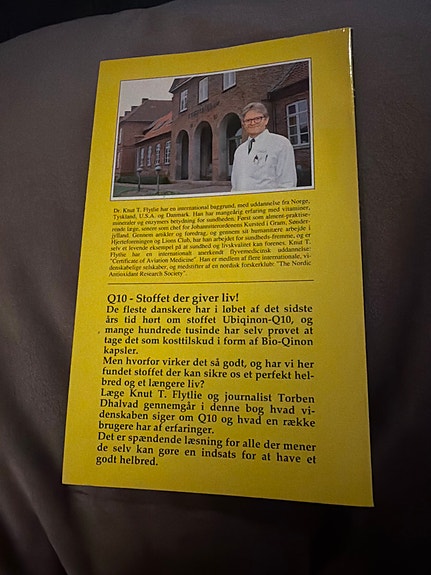 Dr. Knut T. Flytlie har en international baggrund, med uddannelse fra Norge,
Tyskland, U.S.A. og Danmark. Han har mangeårig erfaring med vitaminer,
mineraler og enzymers betydning for sundheden. Først som alment-praktise-
rende læge, senere som chef for Johanniterordenens Kursted i Gram, Sønder-
jylland. Gennem artikler og foredrag, og gennem sit humanitære arbejde i
Hjerteforeningen og Lions Club, har han arbejdet for sundheds-fremme, og er
selv et levende eksempel på at sundhed og livskvalitet kan forenes. Knut T.
Flytlie har en internationalt anerkendt flyvemedicinsk uddannelse:
"Certificate of Aviation Medicine". Han er medlem af flere internationale, vi-
denskabelige selskaber, og medstifter af en nordisk forskerklub: "The Nordic
Antioxidant Research Society".
Q10 - Stoffet der giver liv!
De fleste danskere har i løbet af det sidste
års tid hørt om stoffet Ubiqinon-Q10, og
mange hundrede tusinde har selv prøvet at
tage det som kosttilskud i form af Bio-Qinon
kapsler.
Men hvorfor virker det så godt, og har vi her
fundet stoffet der kan sikre os et perfekt hel-
bred og et længere liv?
Læge Knut T. Flytlie og journalist Torben
Dhalvad gennemgår i denne bog hvad vi-
denskaben siger om Q10 og hvad en række
brugere har af erfaringer.
Det er spændende læsning for alle der mener
de selv kan gøre en indsats for at have et
godt helbred.